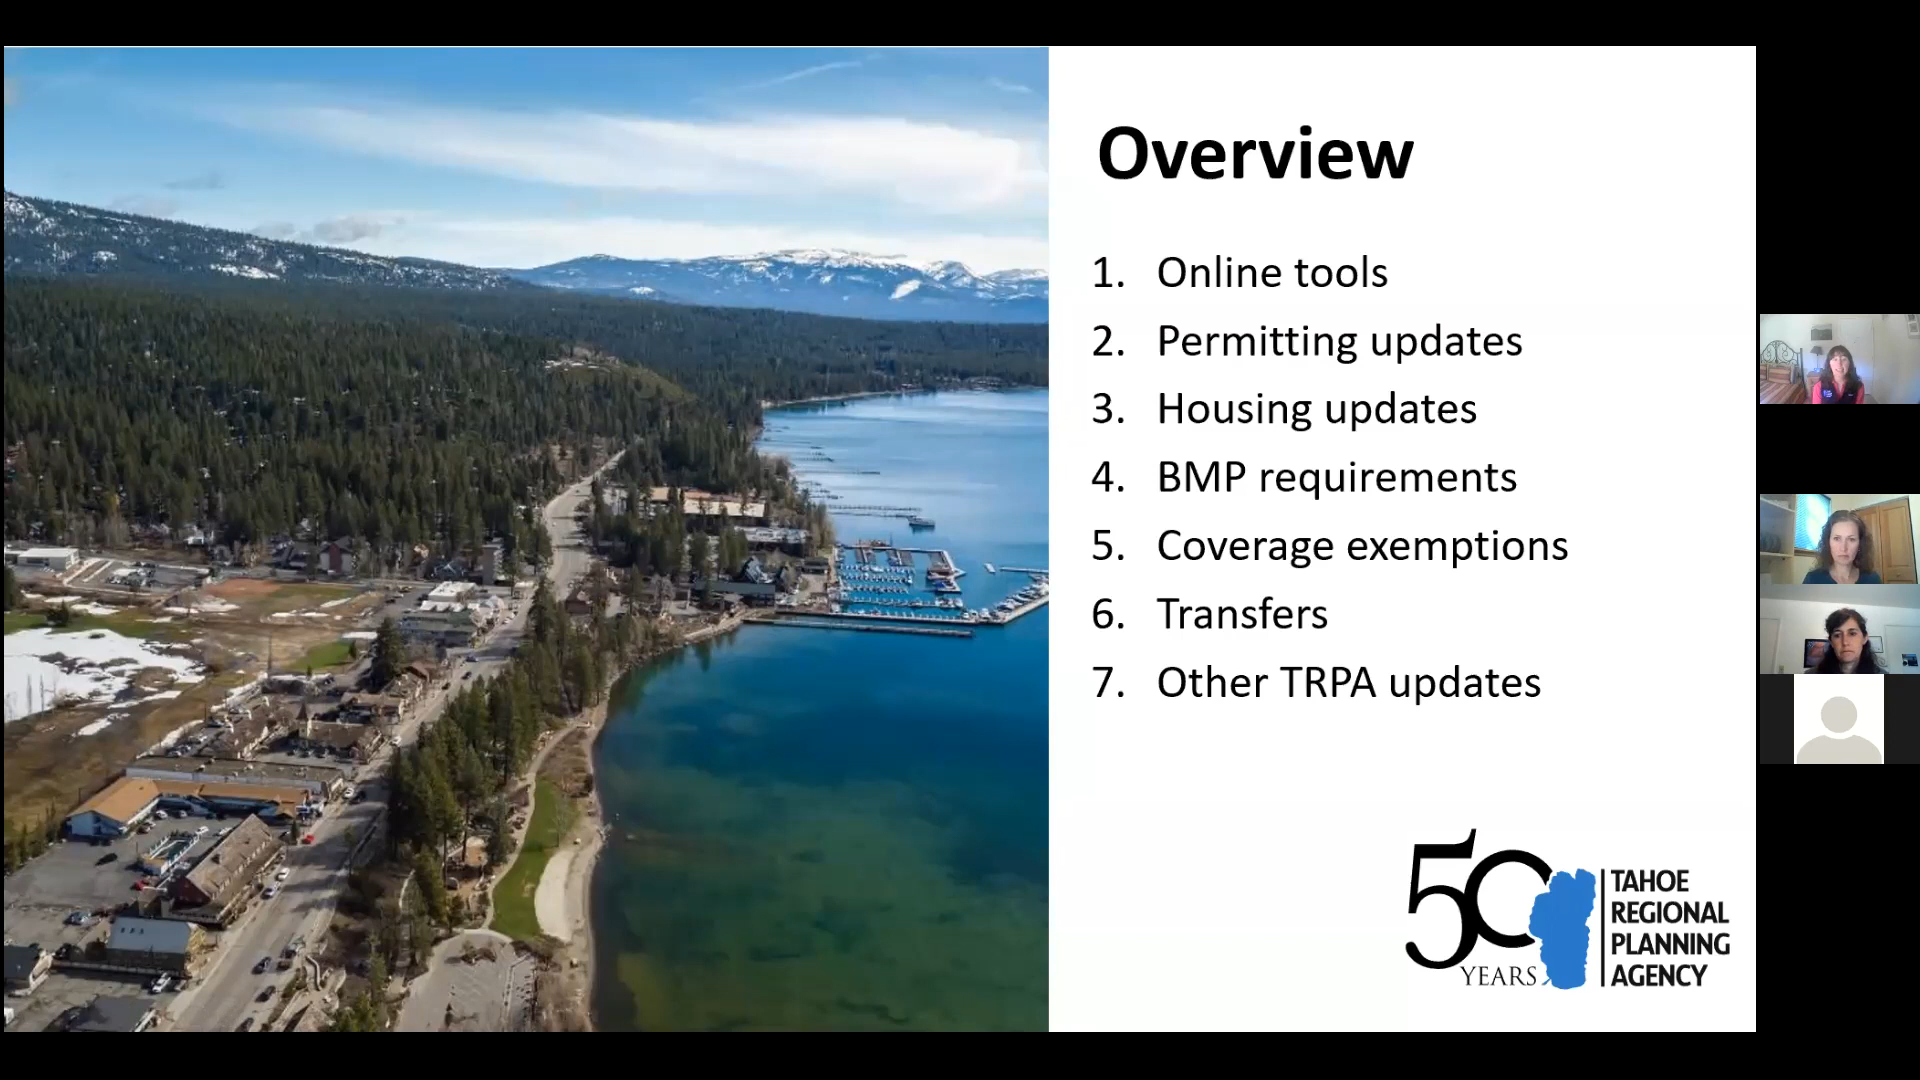 Overview
1. Online tools
2. Permitting updates
3. Housing updates
4. BMP requirements
5. Coverage exemptions
6. Transfers
7. Other TRPA updates
50
YEARS
TAHOE
REGIONAL
PLANNING
AGENCY